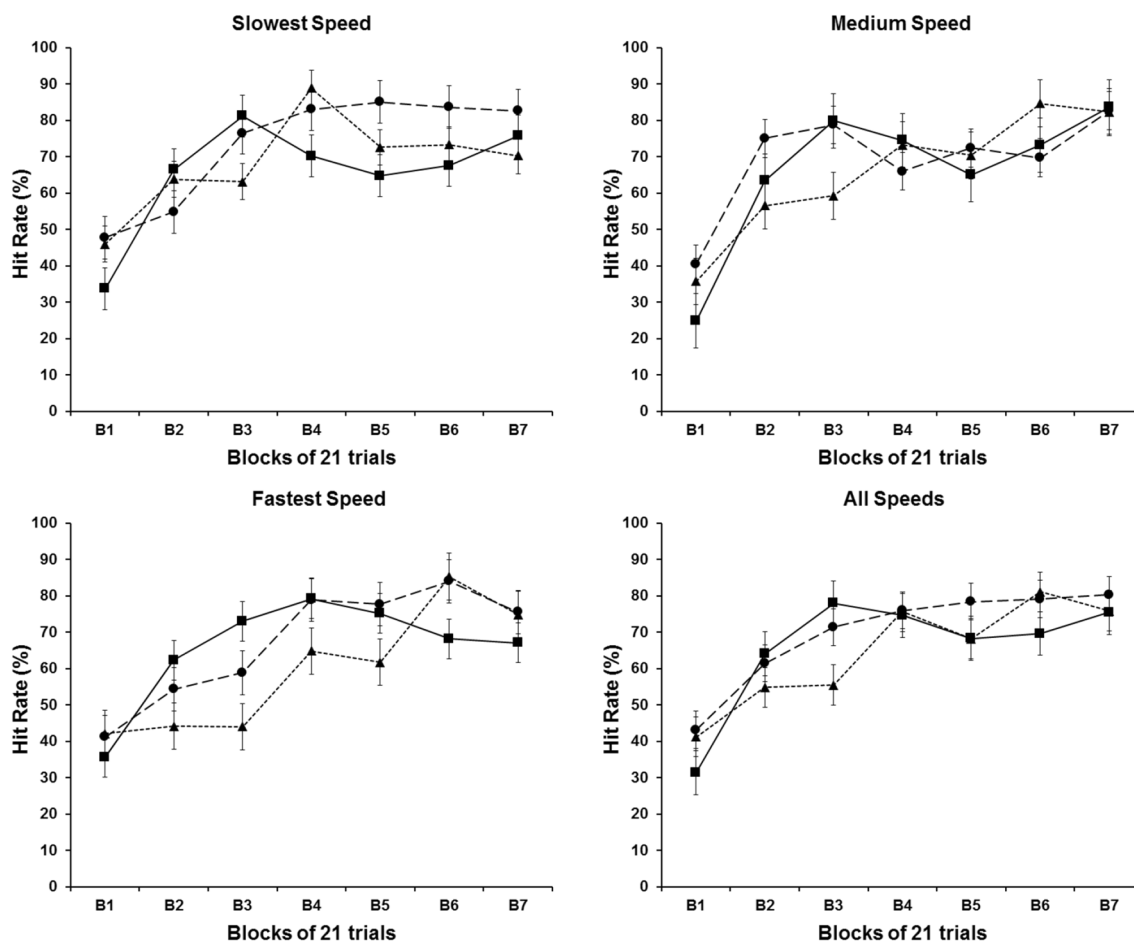 Slowest Speed
Hit Rate (%)
100
90
80
70
60
50
40
30
20
10
0
B1 B2 B3 B4 B5 B6 B7
Blocks of 21 trials
Medium Speed
Hit Rate (%)
100
90
80
70
60
50
40
30
20
10
0
B1 B2 B3 B4 B5 B6 B7
Blocks of 21 trials
Fastest Speed
Hit Rate (%)
100
90
80
70
60
50
40
30
20
10
0
B1 B2 B3 B4 B5 B6 B7
Blocks of 21 trials
All Speeds
Hit Rate (%)
100
90
80
70
60
50
40
30
20
10
0
B1 B2 B3 B4 B5 B6 B7
Blocks of 21 trials